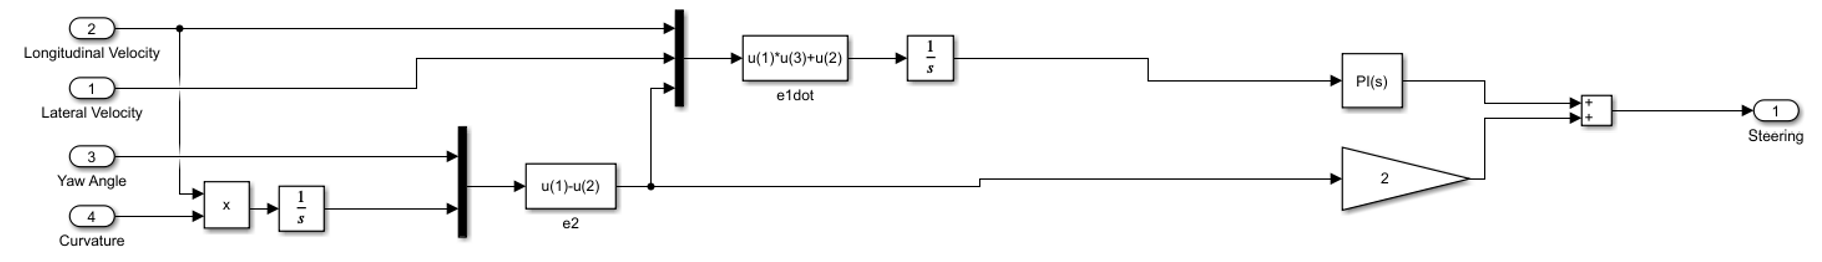 2
Longitudinal Velocity
1
Lateral Velocity
3
Yaw Angle
4
Curvature
x
1
s
u(1)-u(2)
e2
u(1)*u(3)+u(2)
e1dot
1
s
PI(s)
2
+
+
1
Steering